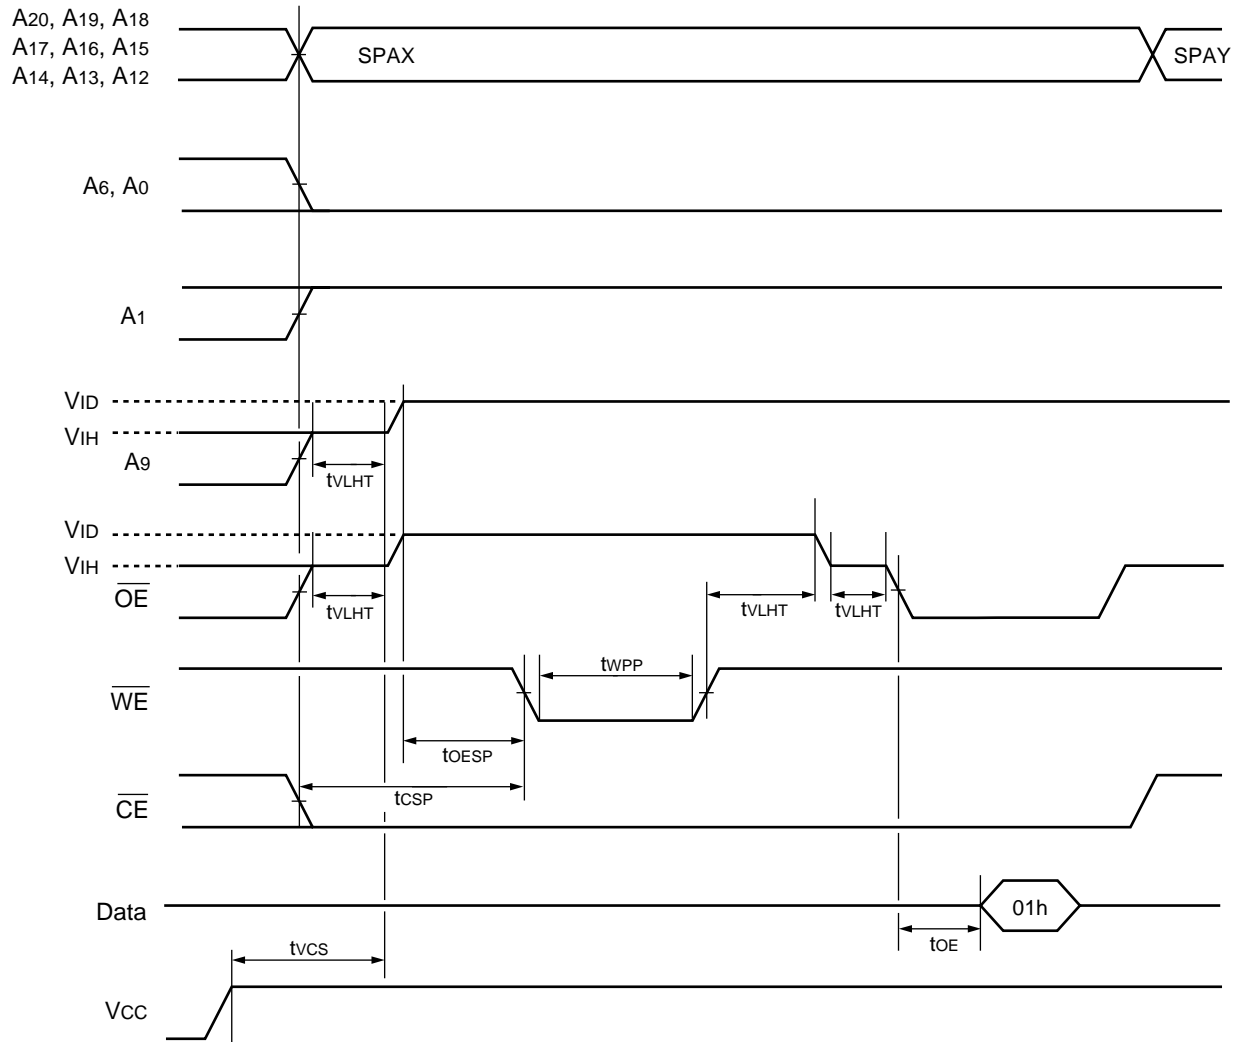 A20, A19, A18
A17, A16, A15
A14, A13, A12
SPAX
SPAY
A6, A0
A1
VID
VIH
A9
tVLHT
VID
VIH
OE
tVLHT
tVLHT
tVLHT
WE
tWPP
tOESP
CE
tCSP
Data
01h
tOE
tVCS
VCC